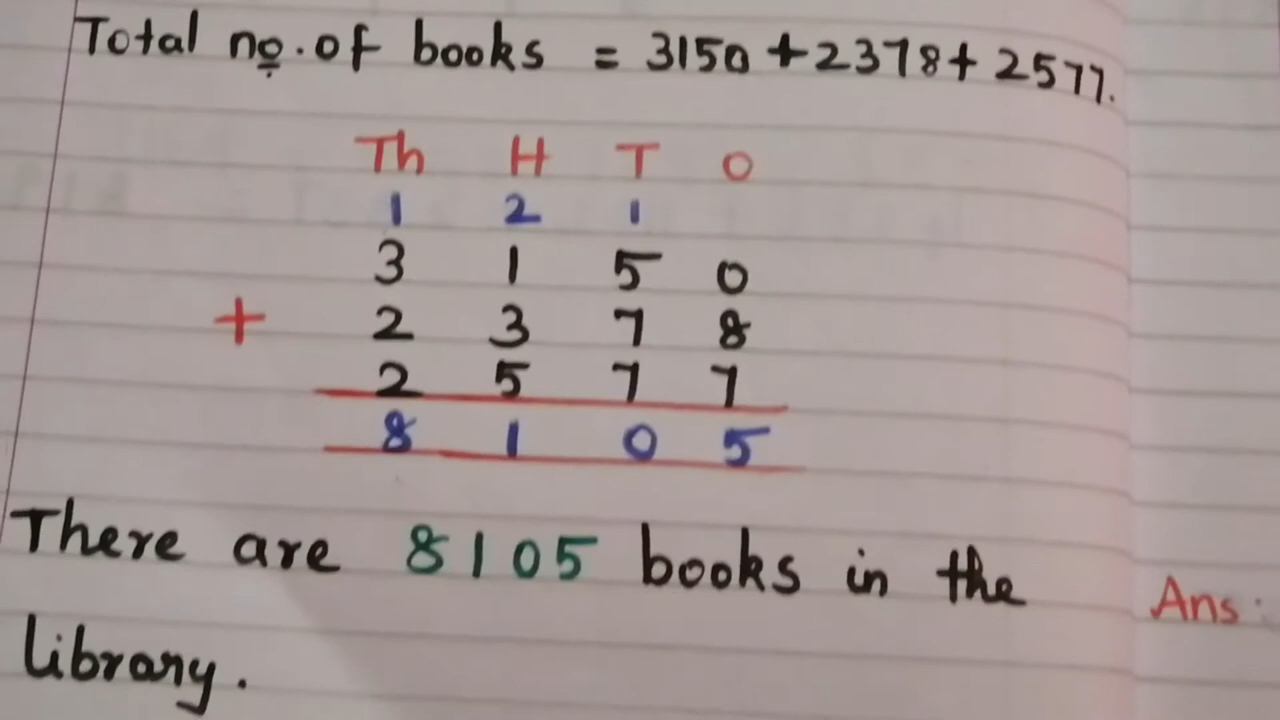 Total no. of books = 3150 + 2378 + 2577.
Th H T O
1 2 1
3 1 5 0
+ 2 3 7 8
2 5 7 7
8 1 0 5
There are 8105 books in the Ans:
library.